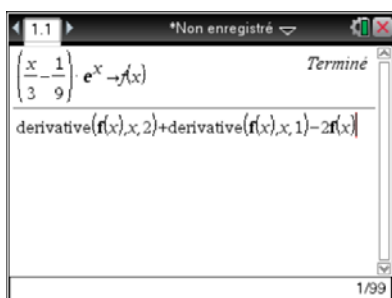 1.1 *Non enregistré
(x/3 − 1/9) · e^x → f(x) Terminé
derivative(f(x),x,2)+derivative(f(x),x,1)−2f(x)
1/99